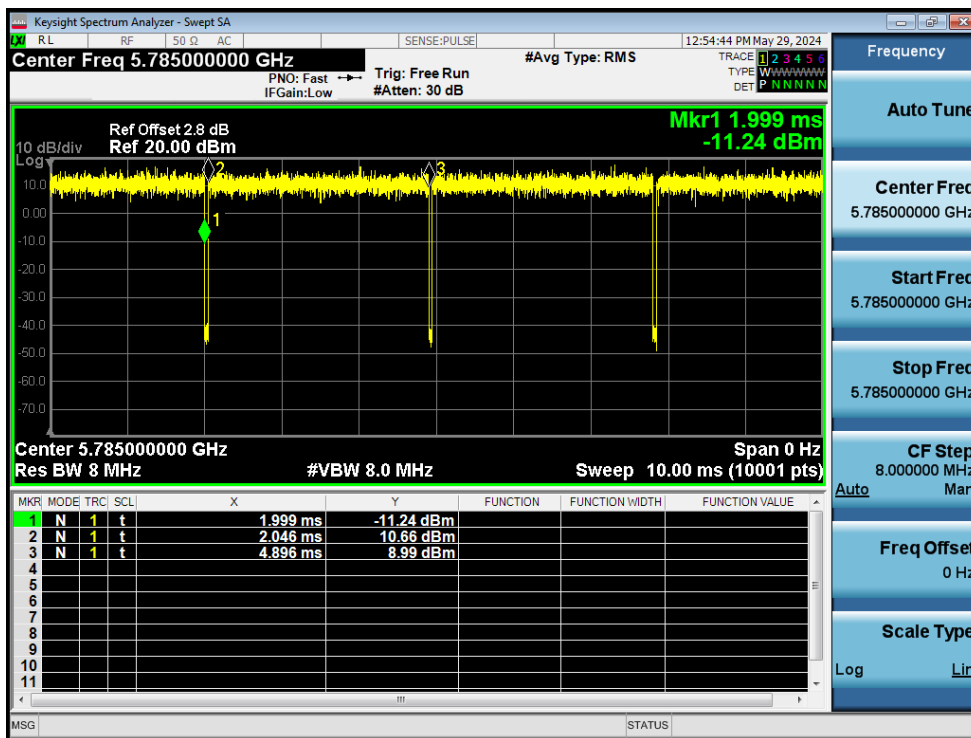 Keysight Spectrum Analyzer - Swept SA
LXI RL RF 50 Ω AC SENSE:PULSE 12:54:44 PM May 29, 2024
Center Freq 5.785000000 GHz #Avg Type: RMS TRACE 1 2 3 4 5 6
PNO: Fast Trig: Free Run TYPE WWWWWW
IFGain:Low #Atten: 30 dB DET P N N N N N
Mkr1 1.999 ms
Ref Offset 2.8 dB
10 dB/div Ref 20.00 dBm -11.24 dBm
Log
2 3
10.0
0.00
1
-10.0
-20.0
-30.0
-40.0
-50.0
-60.0
-70.0
Center 5.785000000 GHz Span 0 Hz
Res BW 8 MHz #VBW 8.0 MHz Sweep 10.00 ms (10001 pts)
MKR MODE TRC SCL X Y FUNCTION FUNCTION WIDTH FUNCTION VALUE
1 N 1 t 1.999 ms -11.24 dBm
2 N 1 t 2.046 ms 10.66 dBm
3 N 1 t 4.896 ms 8.99 dBm
4
5
6
7
8
9
10
11
MSG STATUS
Frequency
Auto Tune
Center Freq
5.785000000 GHz
Start Freq
5.785000000 GHz
Stop Freq
5.785000000 GHz
CF Step
8.000000 MHz
Auto Man
Freq Offset
0 Hz
Scale Type
Log Lin